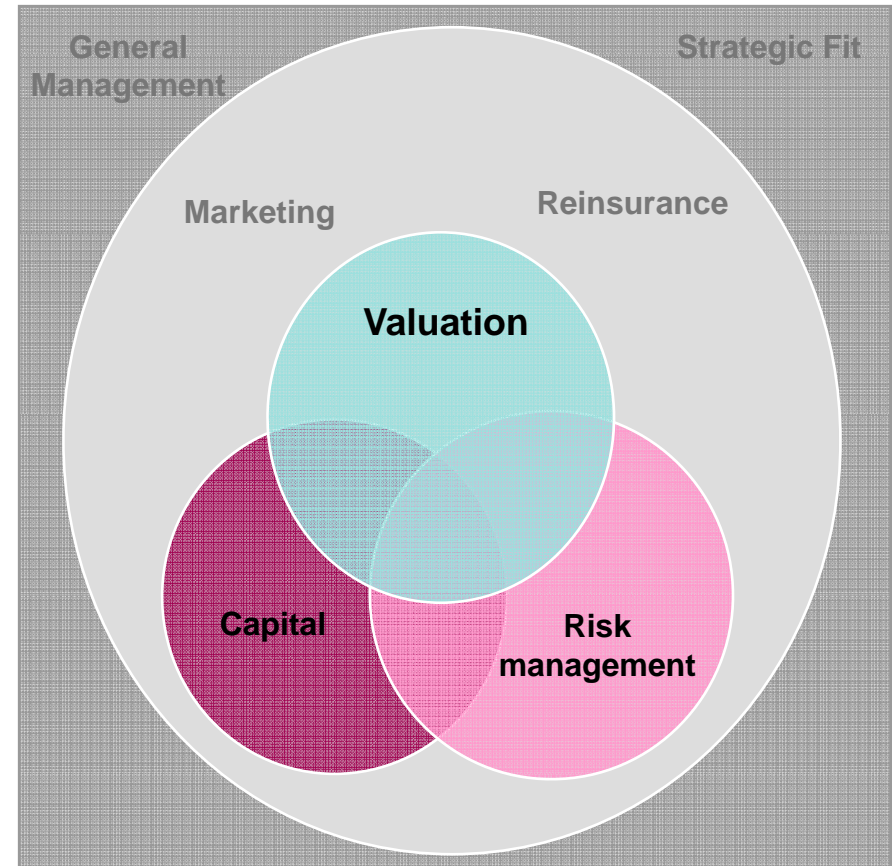 General
Management
Strategic Fit
Marketing
Reinsurance
Valuation
Capital
Risk
management